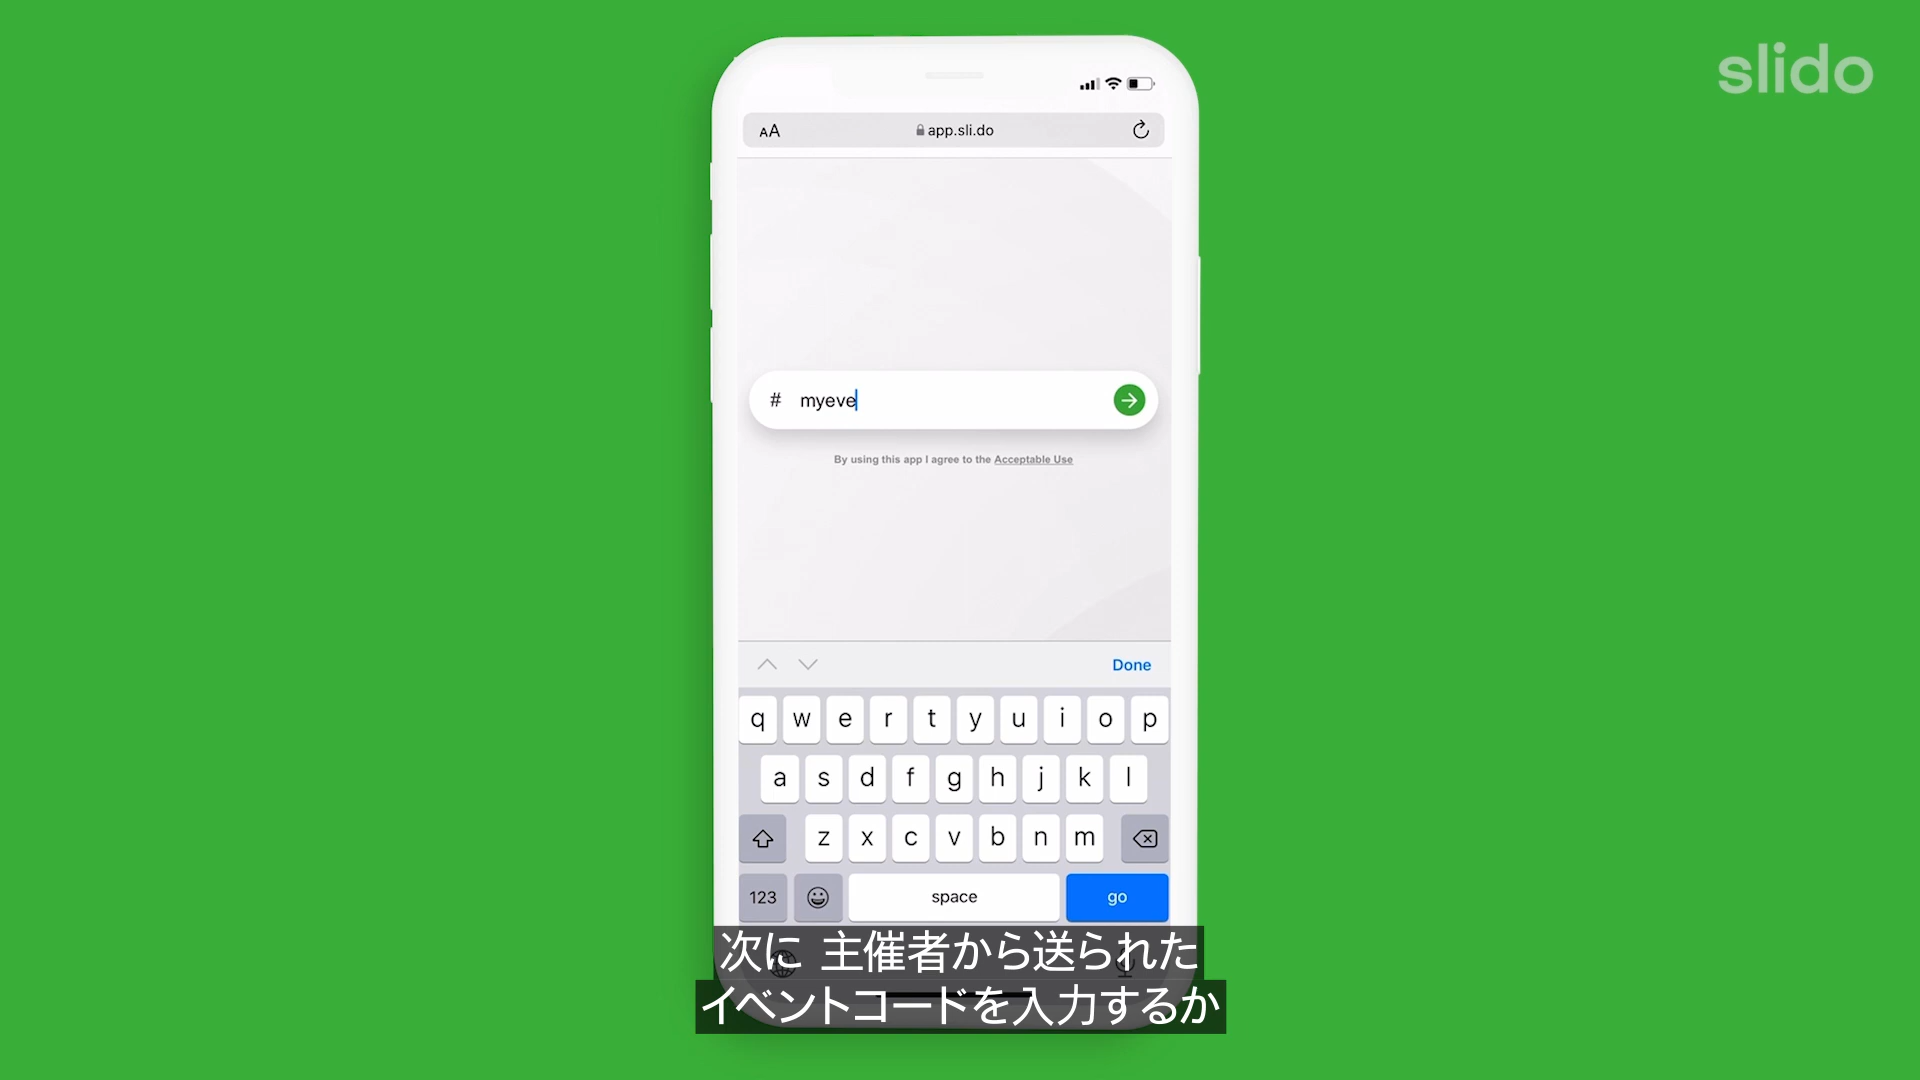 slido
AA
app.sli.do
# myeve
By using this app I agree to the Acceptable Use
Done
q w e r t y u i o p
a s d f g h j k l
z x c v b n m
123 space go
次に 主催者から送られた
イベントコードを入力するか